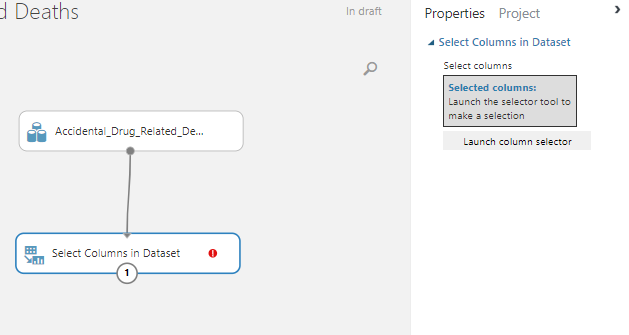 d Deaths
In draft
Properties Project
Select Columns in Dataset
Select columns
Selected columns:
Launch the selector tool to
make a selection
Launch column selector
Accidental_Drug_Related_De...
Select Columns in Dataset
1